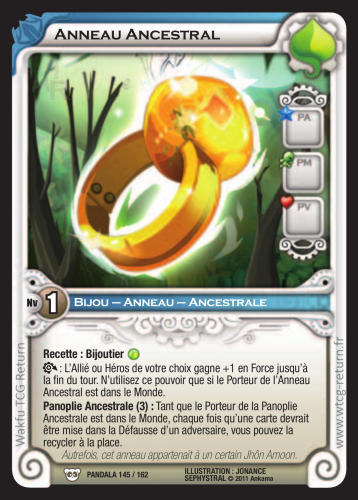 Anneau Ancestral
PA
PM
PV
Nv 1
Bijou – Anneau – Ancestrale
Recette : Bijoutier
: L'Allié ou Héros de votre choix gagne +1 en Force jusqu'à
la fin du tour. N'utilisez ce pouvoir que si le Porteur de l'Anneau
Ancestral est dans le Monde.
Panoplie Ancestrale (3) : Tant que le Porteur de la Panoplie
Ancestrale est dans le Monde, chaque fois qu'une carte devrait
être mise dans la Défausse d'un adversaire, vous pouvez la
recycler à la place.
Autrefois, cet anneau appartenait à un certain Jhôn Amoon.
PANDALA 145 / 162
ILLUSTRATION : JONANCE
SEPHYSTRAL © 2011 Ankama
Wakfu TCG Return
www.wtcg-return.fr